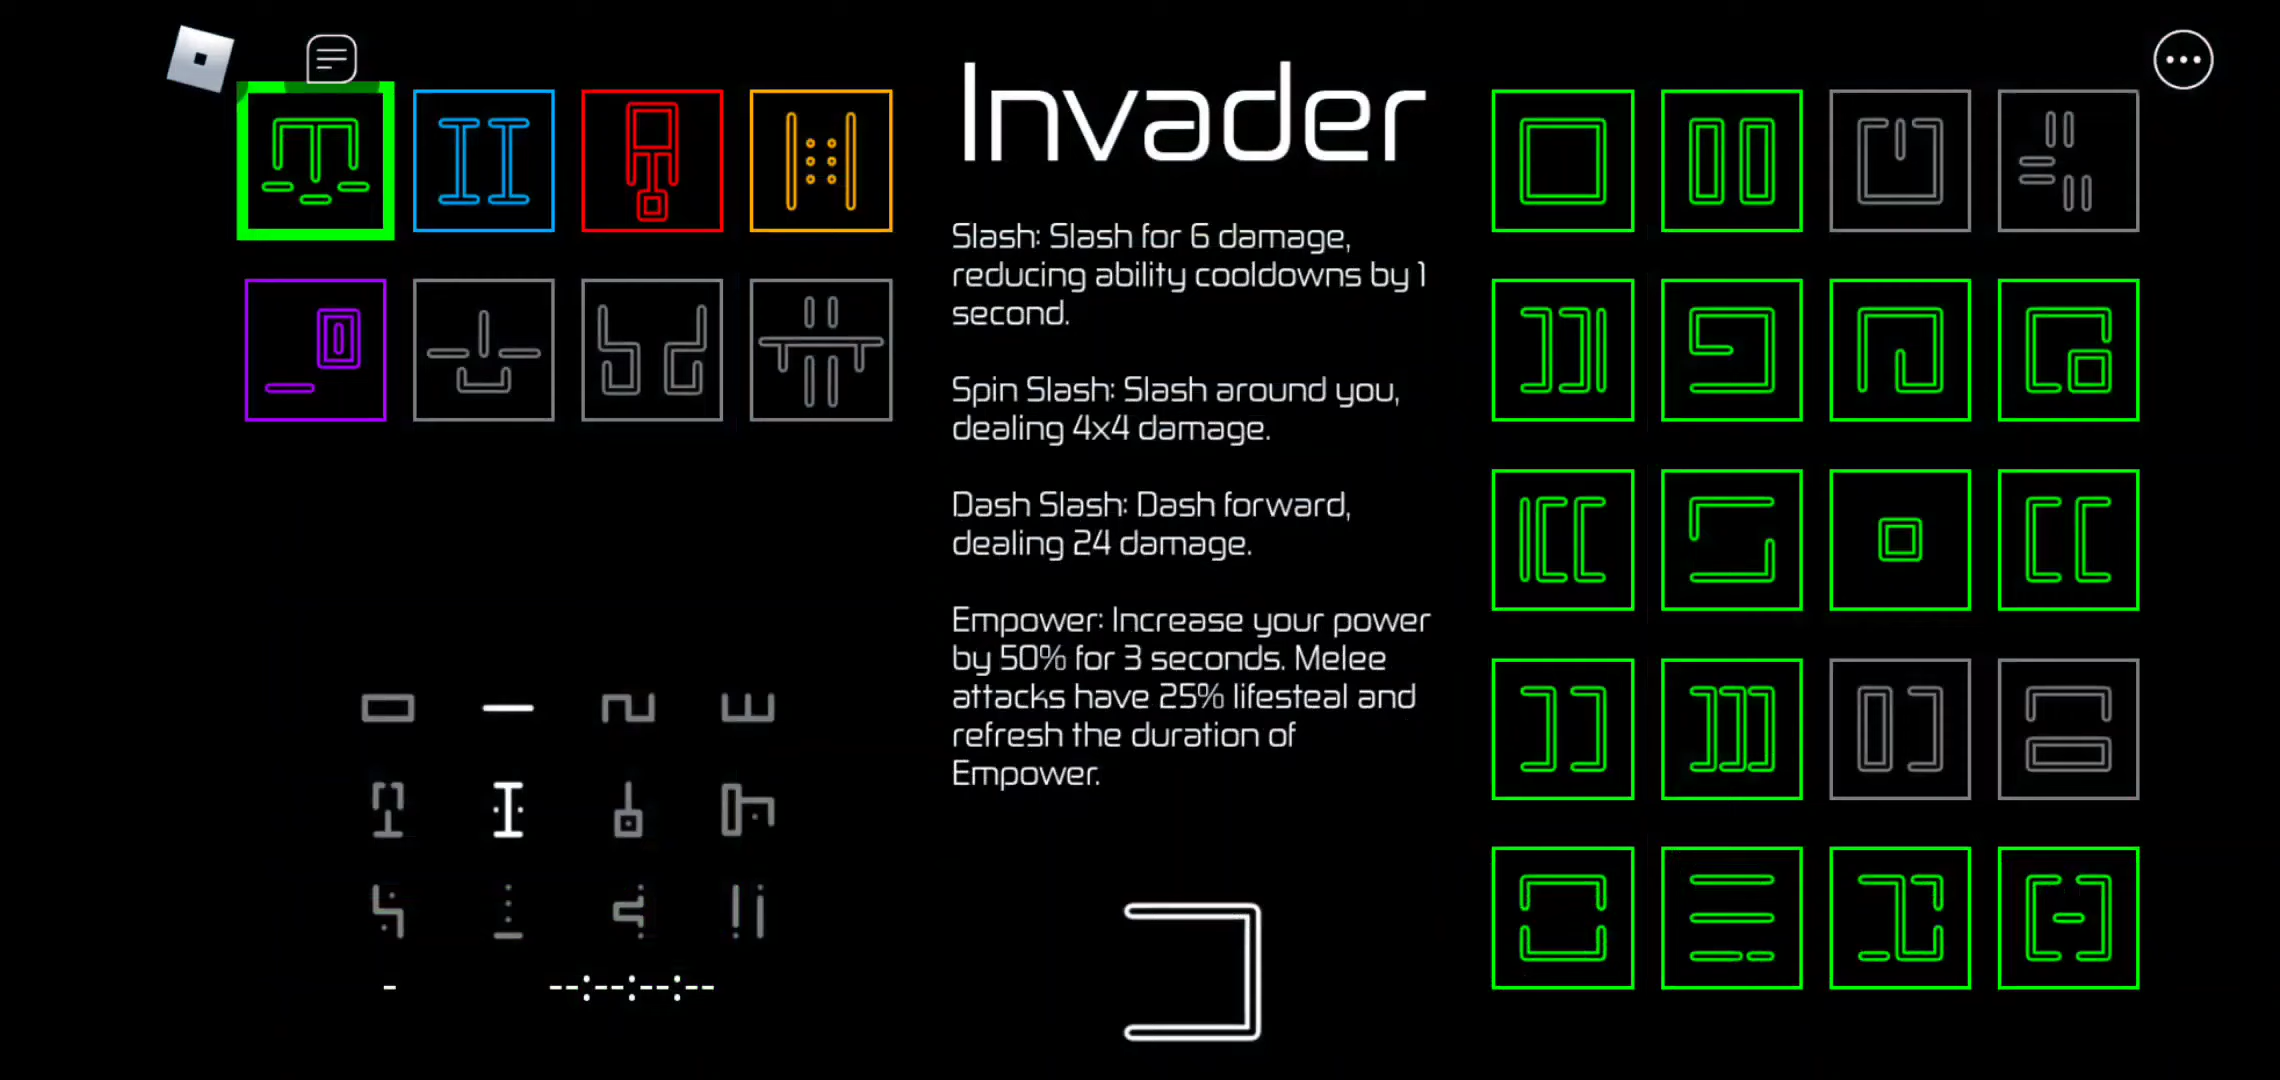 Invader
Slash: Slash for 6 damage,
reducing ability cooldowns by 1
second.
Spin Slash: Slash around you,
dealing 4x4 damage.
Dash Slash: Dash forward,
dealing 24 damage.
Empower: Increase your power
by 50% for 3 seconds. Melee
attacks have 25% lifesteal and
refresh the duration of
Empower.
- --:--:--:--